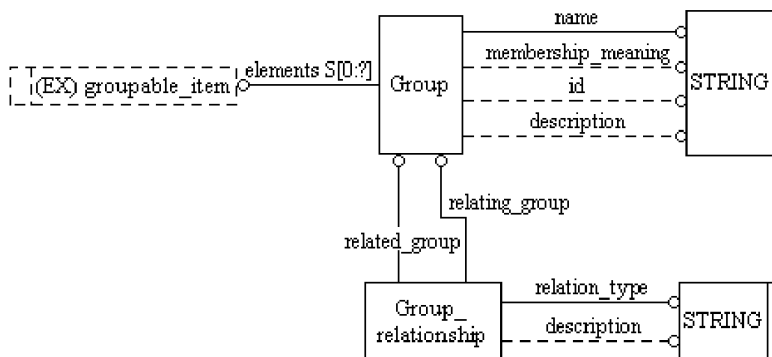 name
elements S[0:?]
membership_meaning
(EX) groupable_item
Group
STRING
id
description
relating_group
related_group
relation_type
Group_
relationship
STRING
description